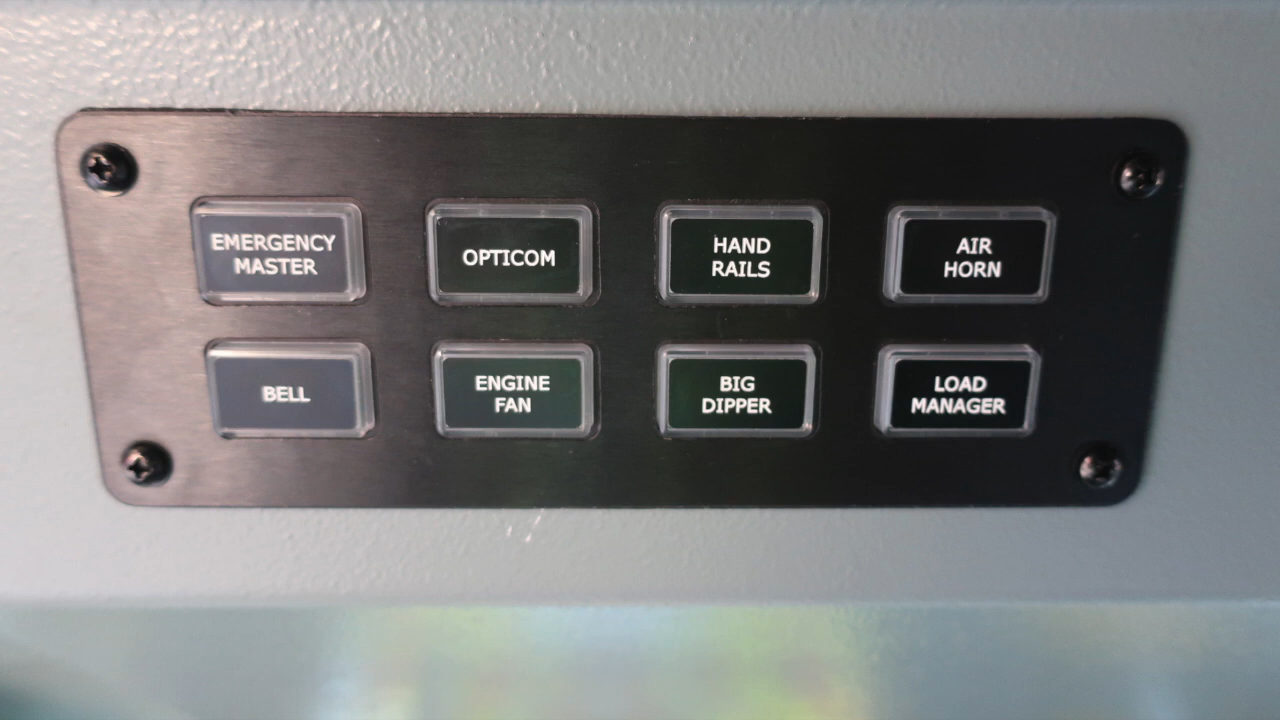 EMERGENCY
MASTER
OPTICOM
HAND
RAILS
AIR
HORN
BELL
ENGINE
FAN
BIG
DIPPER
LOAD
MANAGER